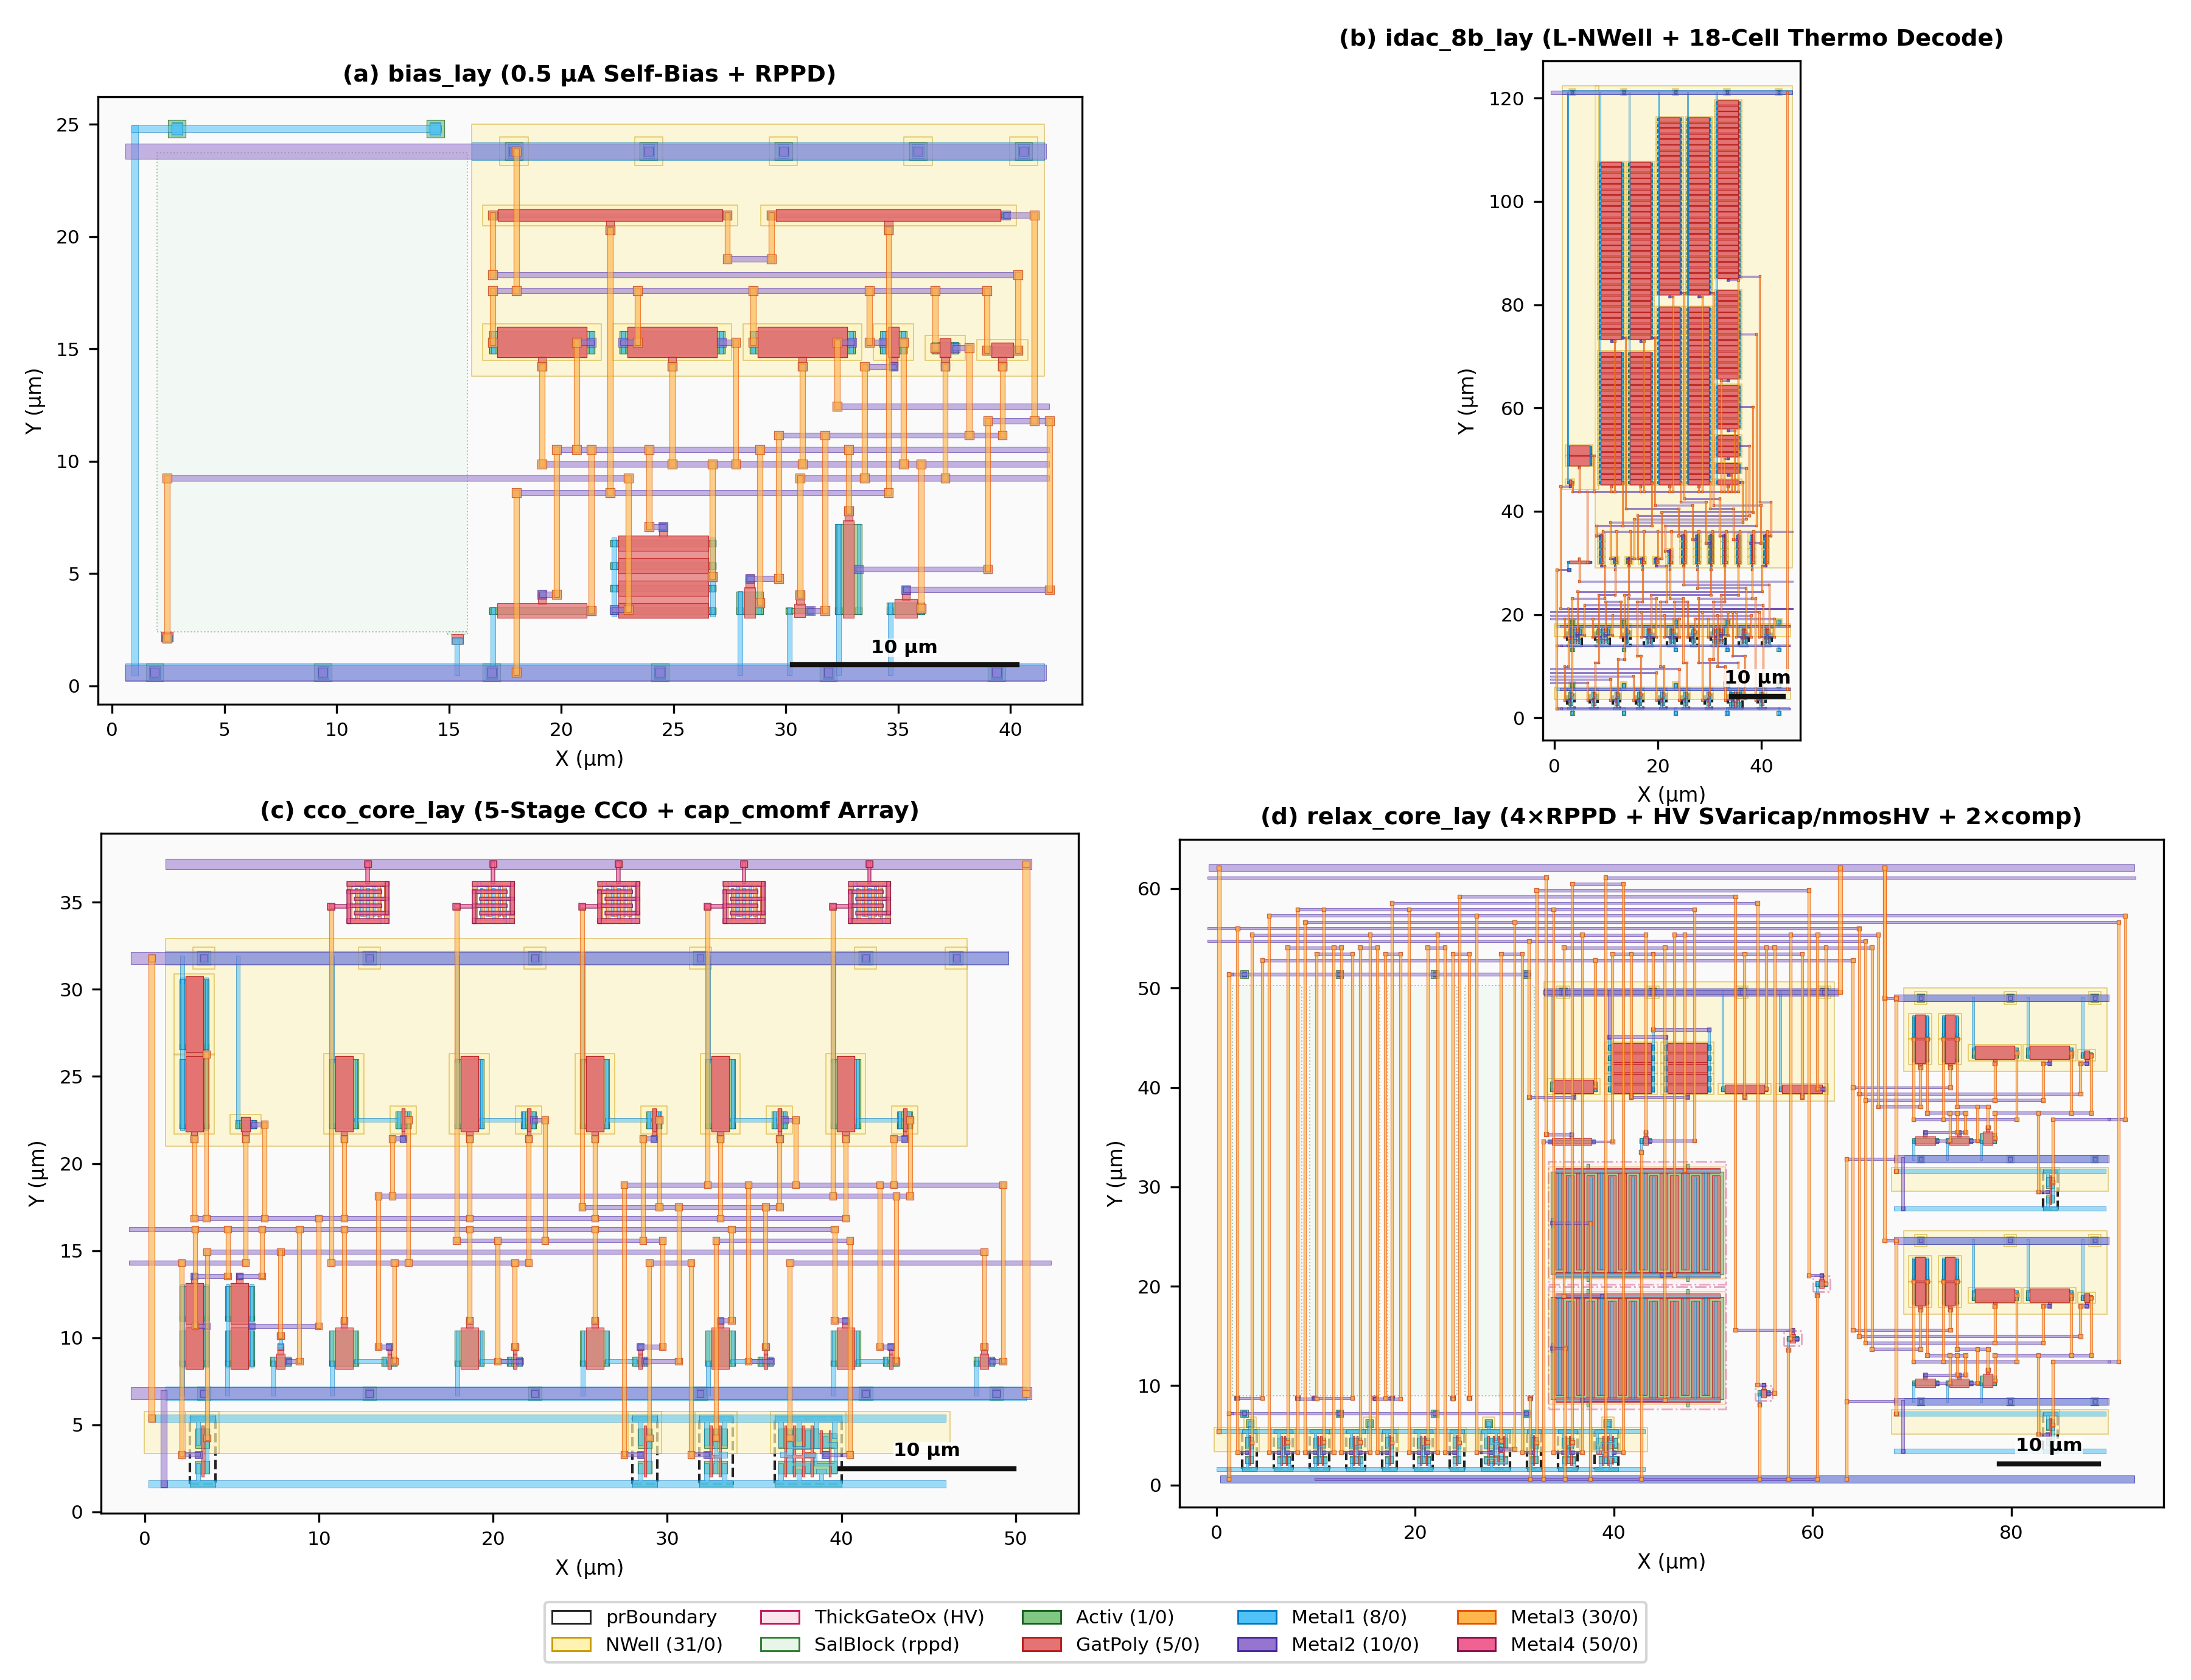 (a) bias_lay (0.5 µA Self-Bias + RPPD)
25
20
15
10
5
0
Y (µm)
10 µm
0 5 10 15 20 25 30 35 40
X (µm)
(b) idac_8b_lay (L-NWell + 18-Cell Thermo Decode)
120
100
80
60
40
20
0
Y (µm)
10 µm
0 20 40
X (µm)
(c) cco_core_lay (5-Stage CCO + cap_cmomf Array)
35
30
25
20
15
10
5
0
Y (µm)
10 µm
0 10 20 30 40 50
X (µm)
(d) relax_core_lay (4×RPPD + HV SVaricap/nmosHV + 2×comp)
60
50
40
30
20
10
0
Y (µm)
10 µm
0 20 40 60 80
X (µm)
prBoundary ThickGateOx (HV) Activ (1/0) Metal1 (8/0) Metal3 (30/0)
NWell (31/0) SalBlock (rppd) GatPoly (5/0) Metal2 (10/0) Metal4 (50/0)